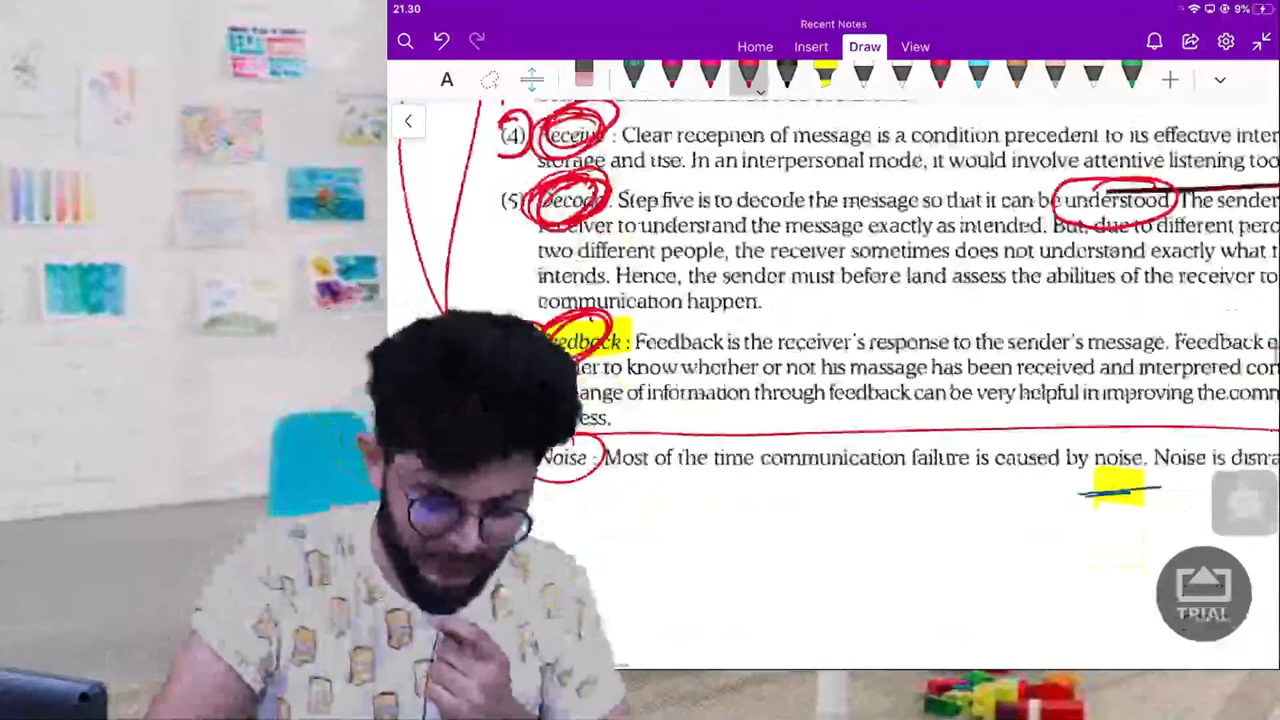 21.30
Recent Notes
9%
Home Insert Draw View
A
(4) Receive : Clear reception of message is a condition precedent to its effective inter
storage and use. In an interpersonal mode, it would involve attentive listening too
(5) Decode : Step five is to decode the message so that it can be understood. The sender
receiver to understand the message exactly as intended. But, due to different perc
two different people, the receiver sometimes does not understand exactly what t
intends. Hence, the sender must before land assess the abilities of the receiver to
communication happen.
edback : Feedback is the receiver's response to the sender's message. Feedback e
er to know whether or not his massage has been received and interpreted corr
ange of information through feedback can be very helpful in improving the comm
ess.
Noise : Most of the time communication failure is caused by noise. Noise is distra
TRIAL